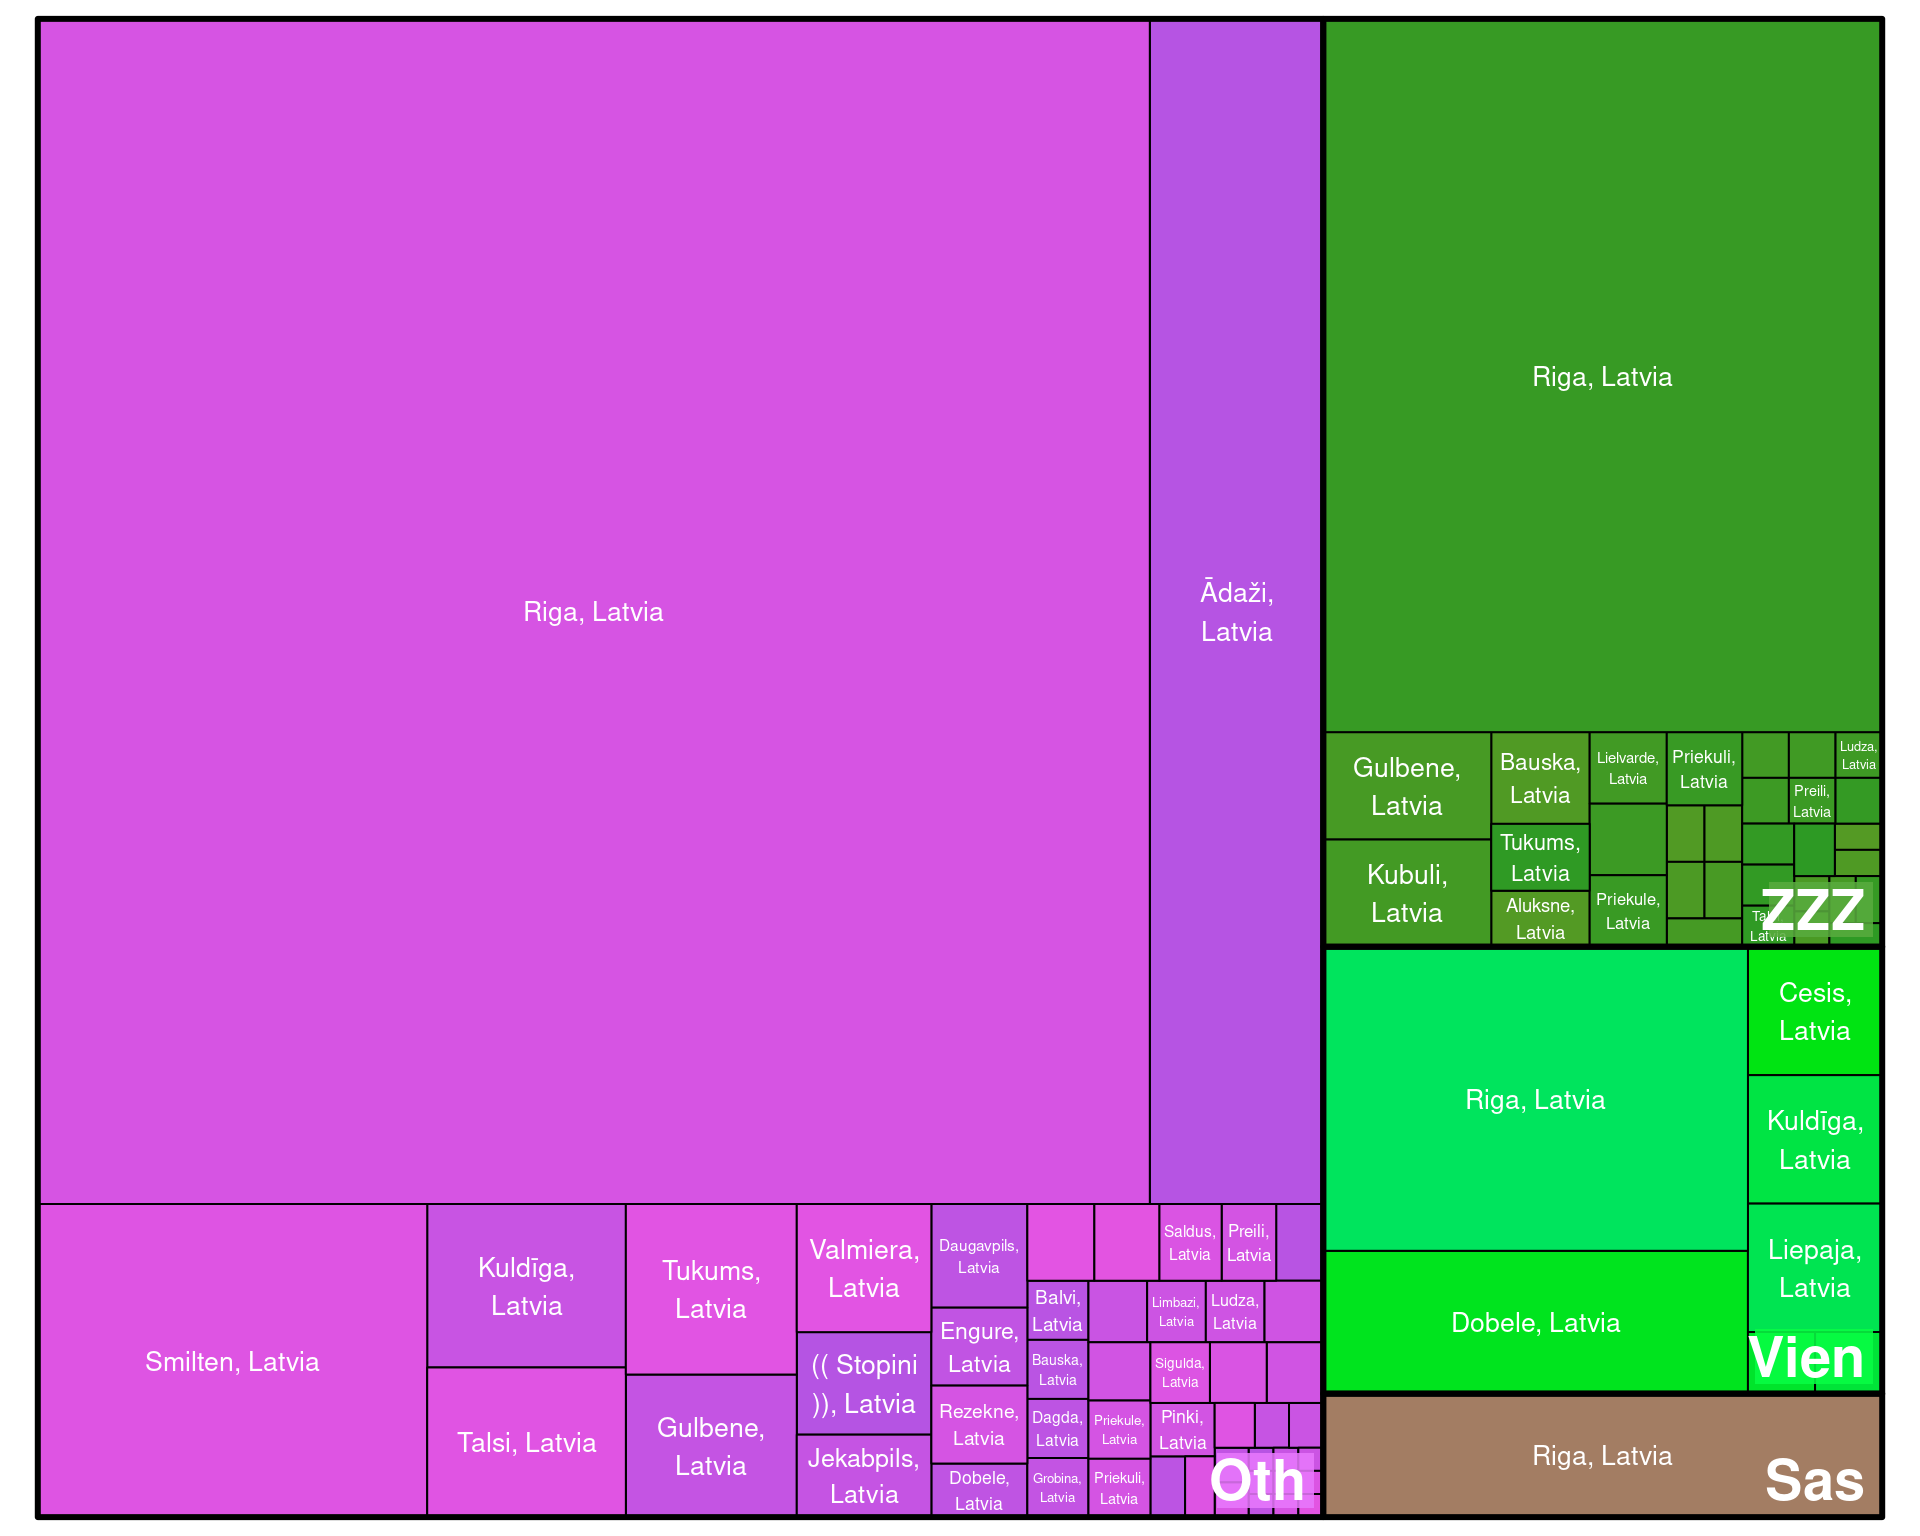 Riga, Latvia
Ādaži,
Latvia
Smilten, Latvia
Kuldīga,
Latvia
Talsi, Latvia
Tukums,
Latvia
Gulbene,
Latvia
Valmiera,
Latvia
(( Stopini
)), Latvia
Jekabpils,
Latvia
Daugavpils,
Latvia
Engure,
Latvia
Rezekne,
Latvia
Dobele,
Latvia
Saldus,
Latvia
Preili,
Latvia
Balvi,
Latvia
Limbazi,
Latvia
Ludza,
Latvia
Bauska,
Latvia
Sigulda,
Latvia
Dagda,
Latvia
Priekule,
Latvia
Pinki,
Latvia
Grobina,
Latvia
Priekuli,
Latvia
Oth
Riga, Latvia
Gulbene,
Latvia
Kubuli,
Latvia
Bauska,
Latvia
Tukums,
Latvia
Aluksne,
Latvia
Lielvarde,
Latvia
Priekule,
Latvia
Priekuli,
Latvia
Ludza,
Latvia
Preili,
Latvia
Latvia
ZZZ
Riga, Latvia
Dobele, Latvia
Cesis,
Latvia
Kuldīga,
Latvia
Liepaja,
Latvia
Vien
Riga, Latvia
Sas